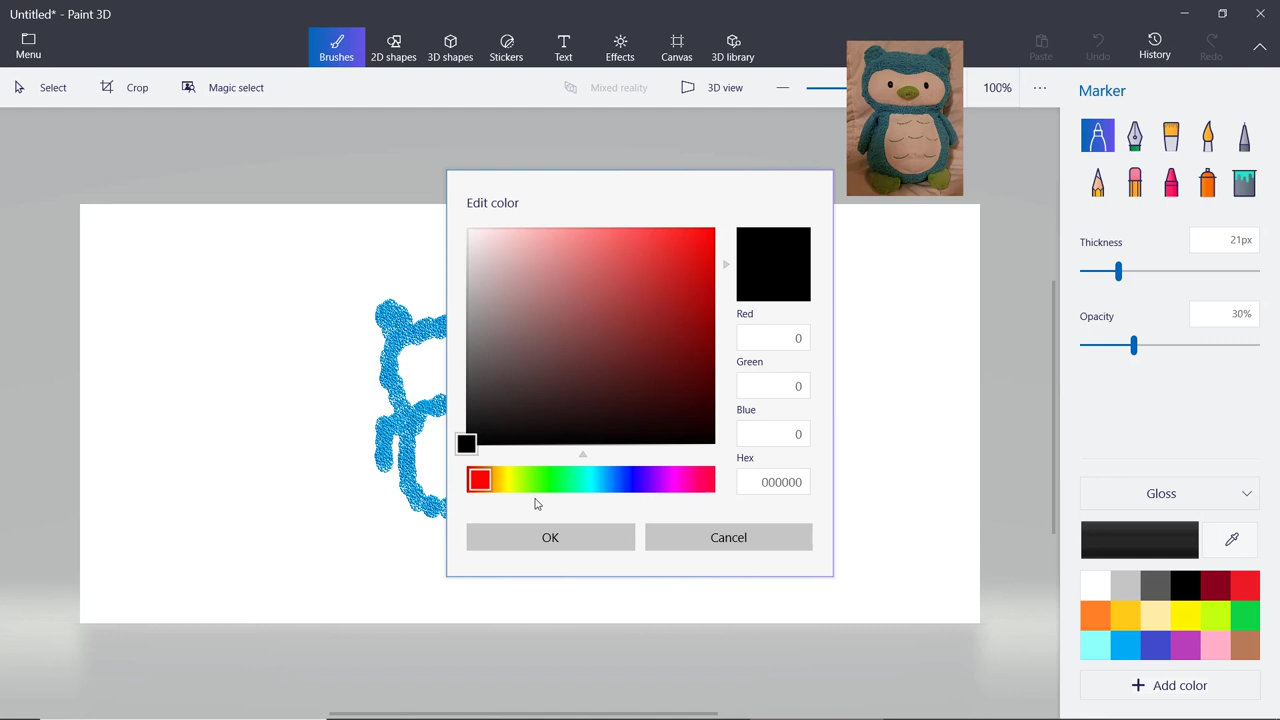 Untitled* - Paint 3D
Menu
Brushes
2D shapes
3D shapes
Stickers
Text
Effects
Canvas
3D library
Paste
Undo
History
Redo
Select
Crop
Magic select
Mixed reality
3D view
100%
Marker
Thickness
21px
Opacity
30%
Gloss
Add color
Edit color
Red
0
Green
0
Blue
0
Hex
000000
OK
Cancel